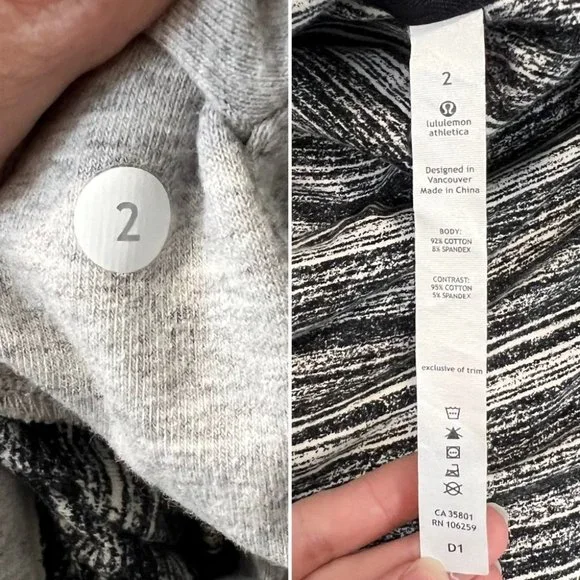 2
2
lululemon
athletica
Designed in
Vancouver
Made in China
BODY:
92% COTTON
8% SPANDEX
CONTRAST:
95% COTTON
5% SPANDEX
exclusive of trim
CA 35801
RN 106259
D1